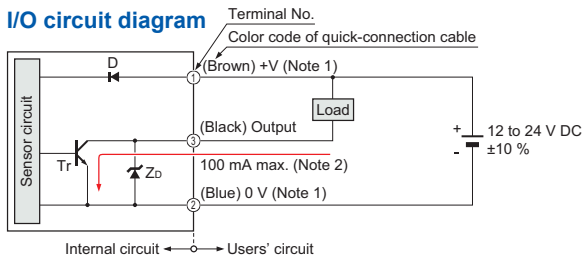 I/O circuit diagram
Terminal No.
Color code of quick-connection cable
D
1
(Brown) +V (Note 1)
Load
Sensor circuit
3
(Black) Output
+
-
12 to 24 V DC
±10 %
Tr
ZD
100 mA max. (Note 2)
(Blue) 0 V (Note 1)
2
Internal circuit
Users' circuit